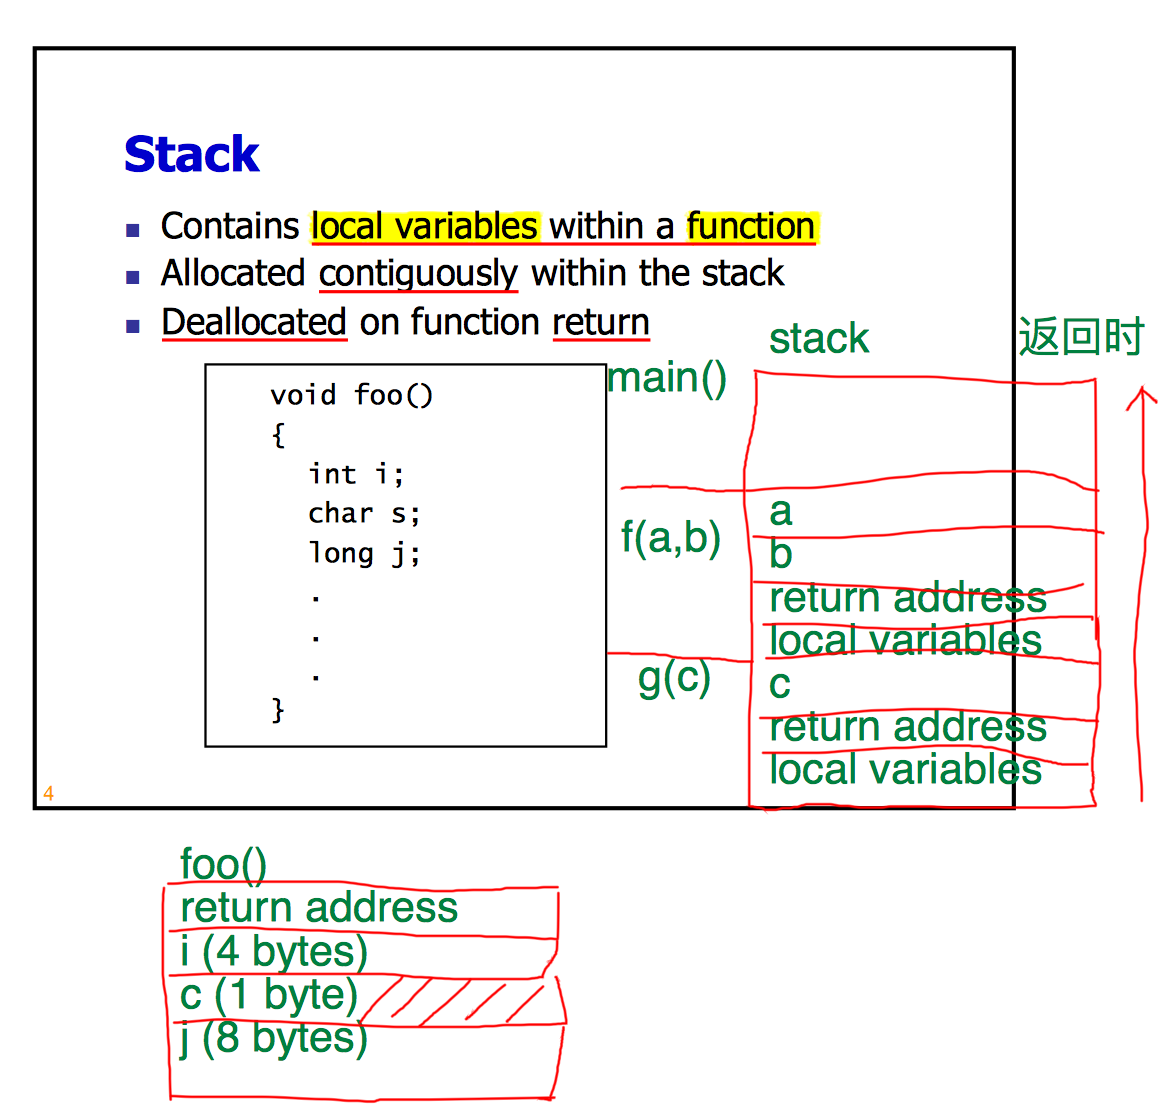 Stack
Contains local variables within a function
Allocated contiguously within the stack
Deallocated on function return
void foo()
{
int i;
char s;
long j;
.
.
.
}
4
stack
返回时
main()
f(a,b)
g(c)
a
b
return address
local variables
c
return address
local variables
foo()
return address
i (4 bytes)
c (1 byte)
j (8 bytes)